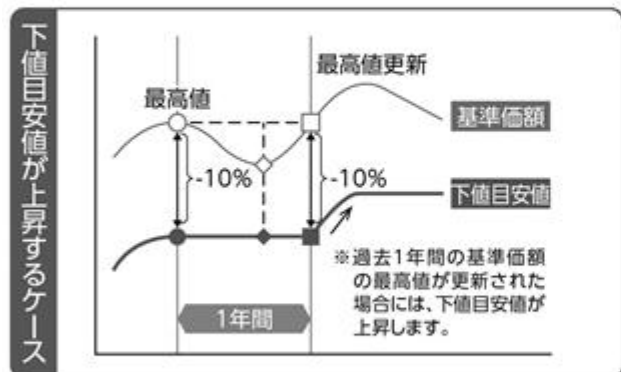 下値目安値が上昇するケース
最高値更新
最高値
基準価額
-10%
-10%
下値目安値
※過去1年間の基準価額
の最高値が更新された
場合には、下値目安値が
上昇します。
1年間